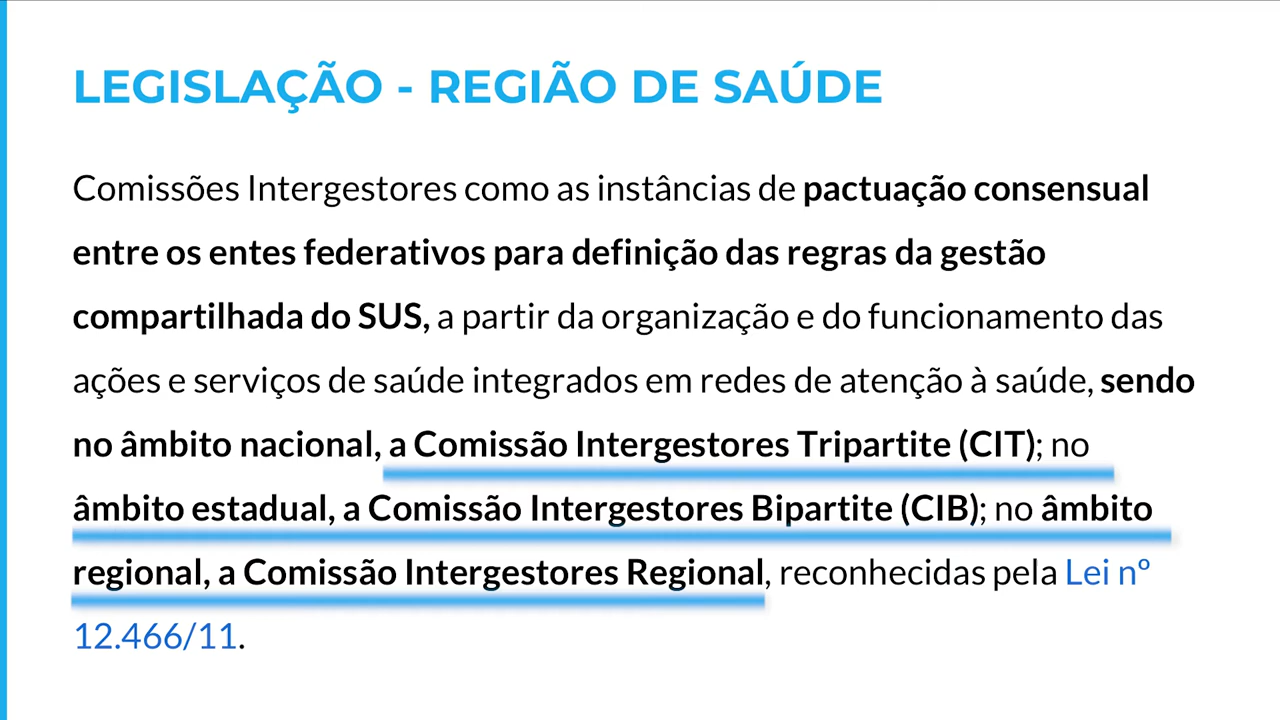 LEGISLAÇÃO - REGIÃO DE SAÚDE
Comissões Intergestores como as instâncias de pactuação consensual
entre os entes federativos para definição das regras da gestão
compartilhada do SUS, a partir da organização e do funcionamento das
ações e serviços de saúde integrados em redes de atenção à saúde, sendo
no âmbito nacional, a Comissão Intergestores Tripartite (CIT); no
âmbito estadual, a Comissão Intergestores Bipartite (CIB); no âmbito
regional, a Comissão Intergestores Regional, reconhecidas pela Lei nº
12.466/11.